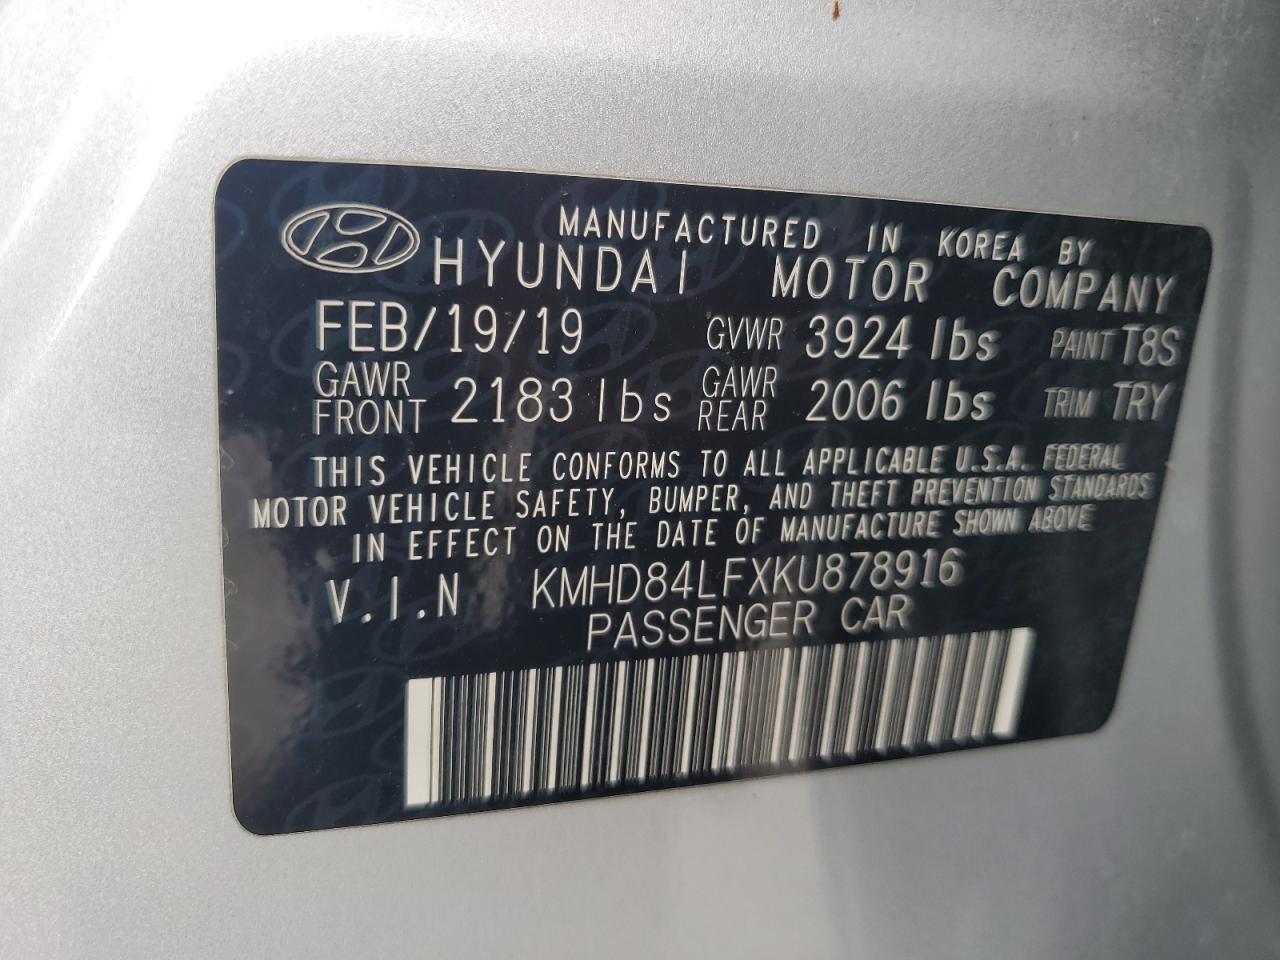 MANUFACTURED IN KOREA BY
HYUNDAI MOTOR COMPANY
FEB/19/19 GVWR 3924 lbs PAINT T8S
GAWR FRONT 2183 lbs GAWR REAR 2006 lbs TRIM TRY
THIS VEHICLE CONFORMS TO ALL APPLICABLE U.S.A. FEDERAL
MOTOR VEHICLE SAFETY, BUMPER, AND THEFT PREVENTION STANDARDS
IN EFFECT ON THE DATE OF MANUFACTURE SHOWN ABOVE
V.I.N KMHD84LFXKU878916
PASSENGER CAR